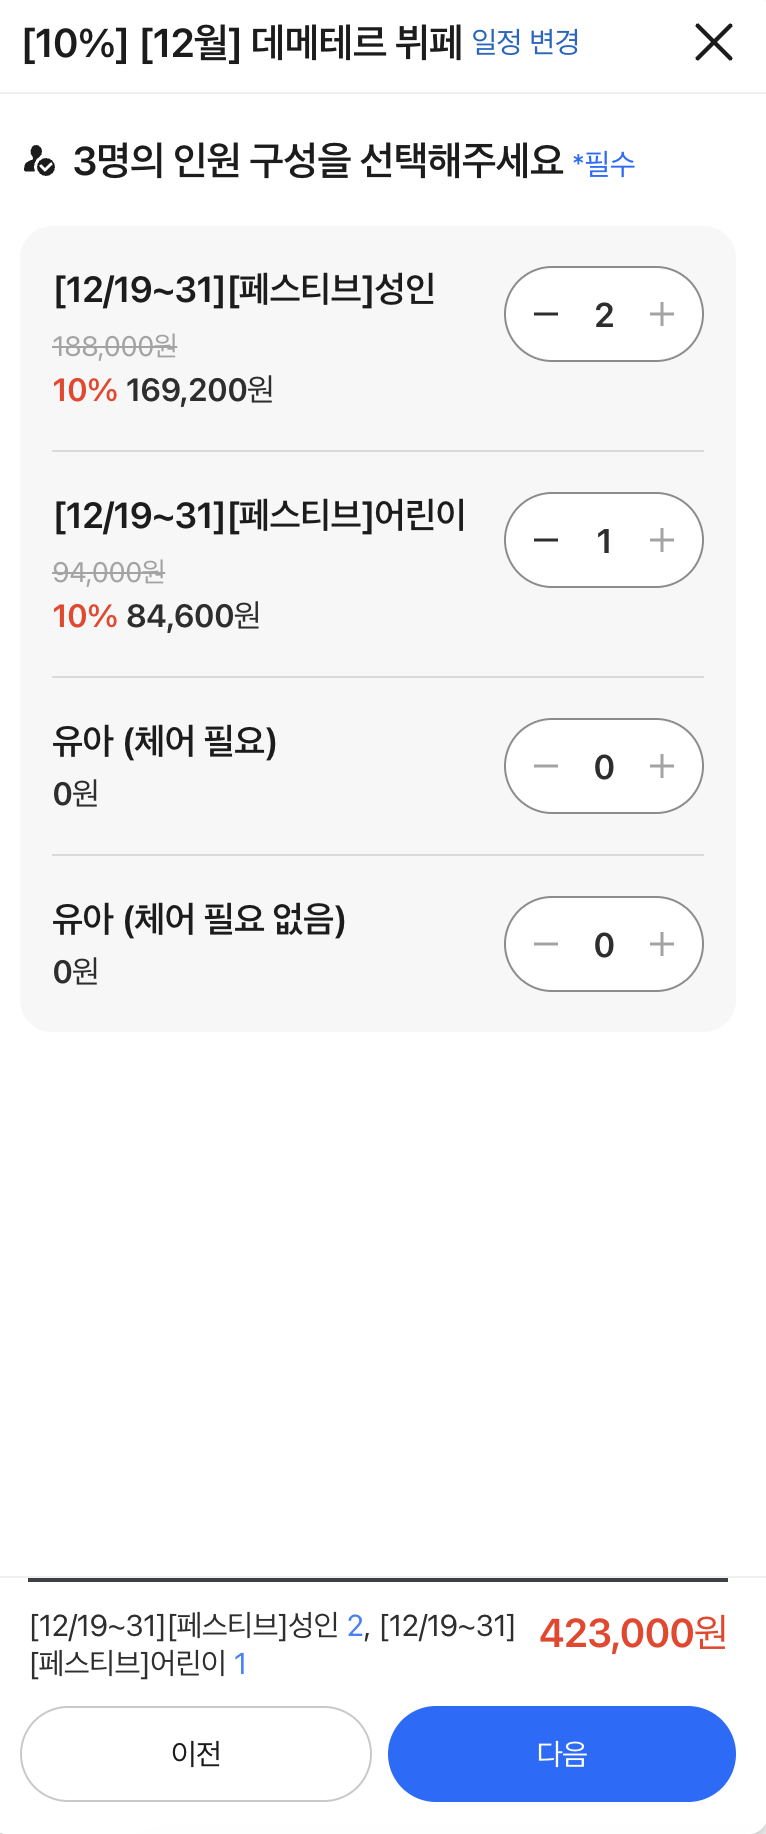 [10%] [12월] 데메테르 뷔페 일정 변경
3명의 인원 구성을 선택해주세요 *필수
[12/19~31][페스티브]성인
188,000원
10% 169,200원
2
[12/19~31][페스티브]어린이
94,000원
10% 84,600원
1
유아 (체어 필요)
0원
0
유아 (체어 필요 없음)
0원
0
[12/19~31][페스티브]성인 2, [12/19~31]
[페스티브]어린이 1
423,000원
이전
다음